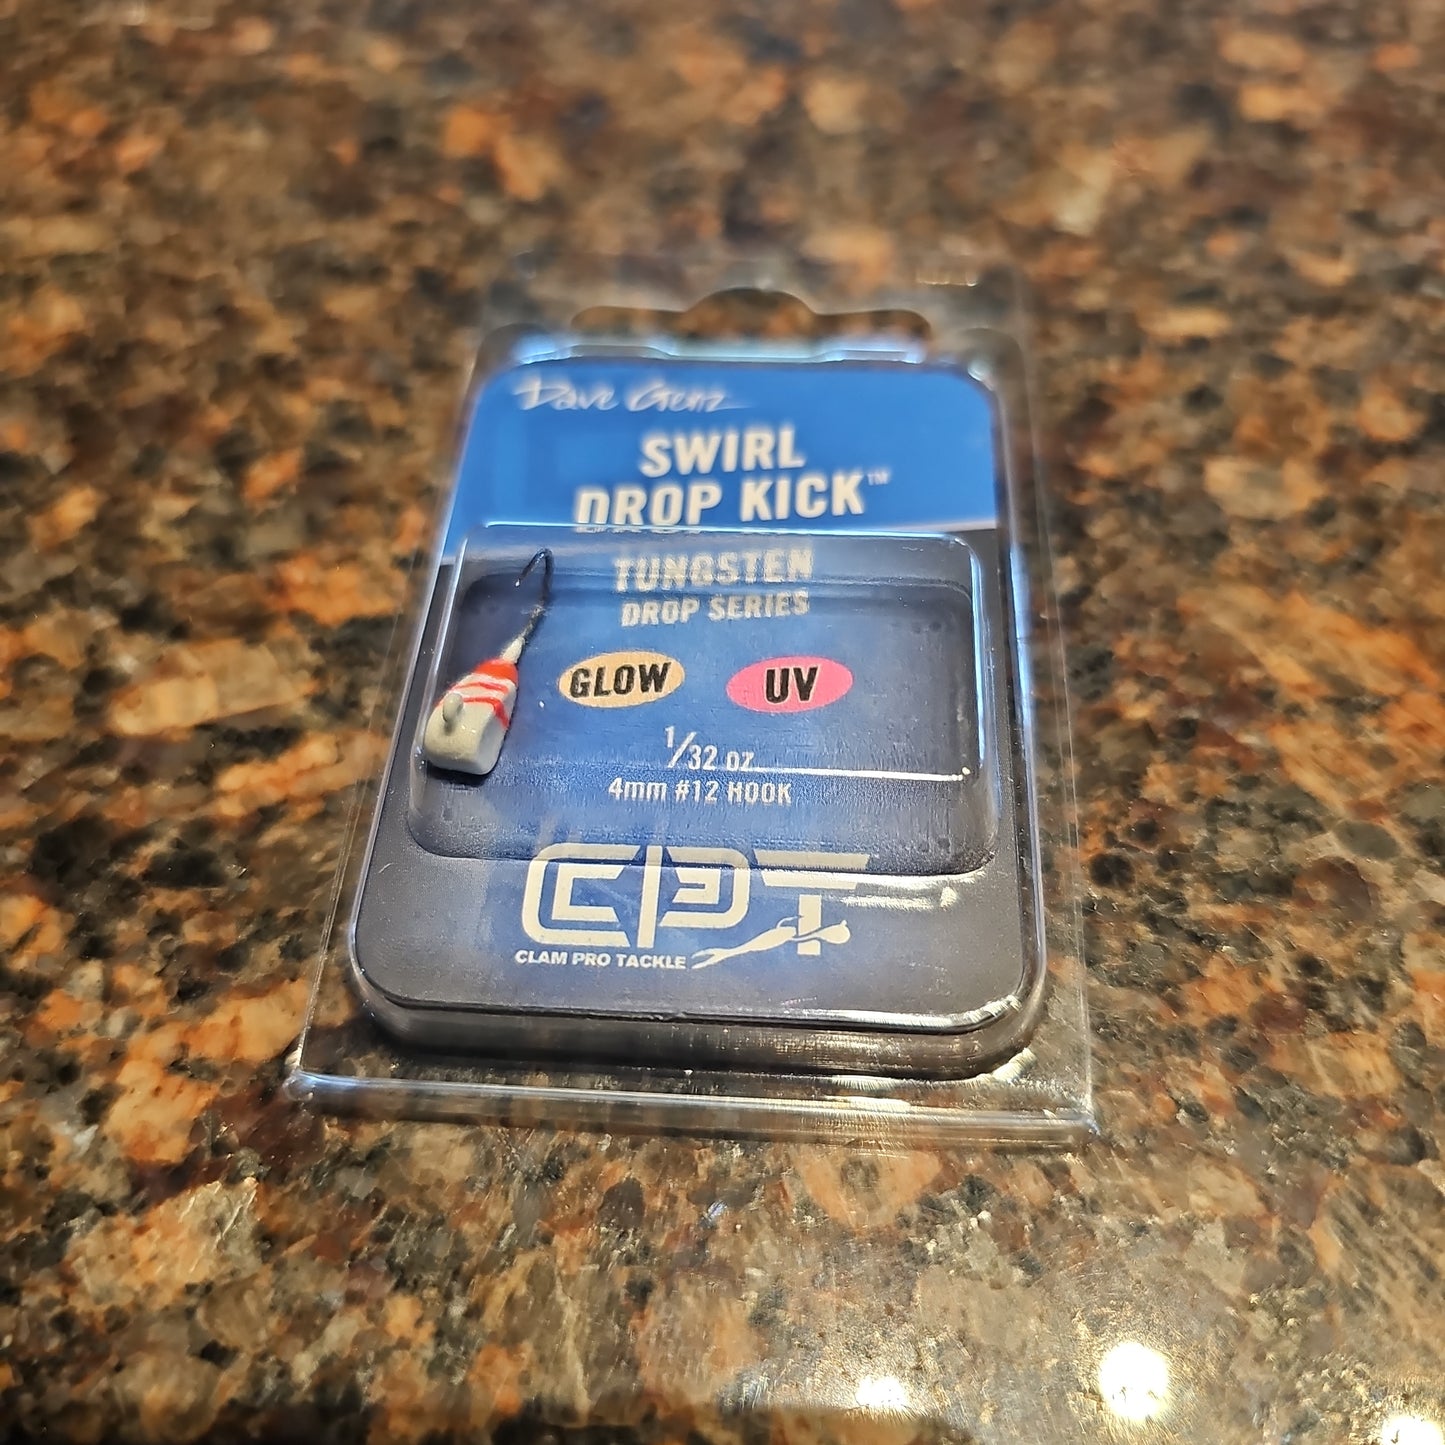 Dave Genz
SWIRL
DROP KICK™
TUNGSTEN
DROP SERIES
GLOW UV
1/32 oz
4mm #12 HOOK
CPT
CLAM PRO TACKLE